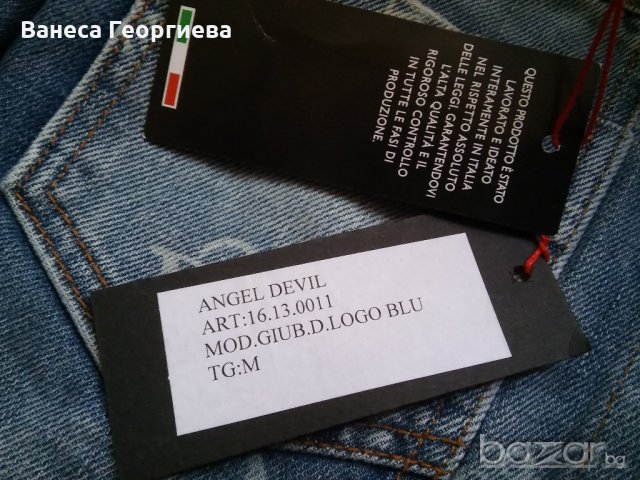 Ванеса Георгиева
QUESTO PRODOTTO È STATO
LAVORATO E IDEATO
INTERAMENTE IN ITALIA
NEL RISPETTO, ASSOLUTO
DELLE LEGGI. GARANTENDOVI
L'ALTA QUALITÀ E IL
RIGOROSO CONTROLLO
IN TUTTE LE FASI DI
PRODUZIONE.
ANGEL DEVIL
ART:16.13.0011
MOD.GIUB.D.LOGO BLU
TG:M
bazar.bg